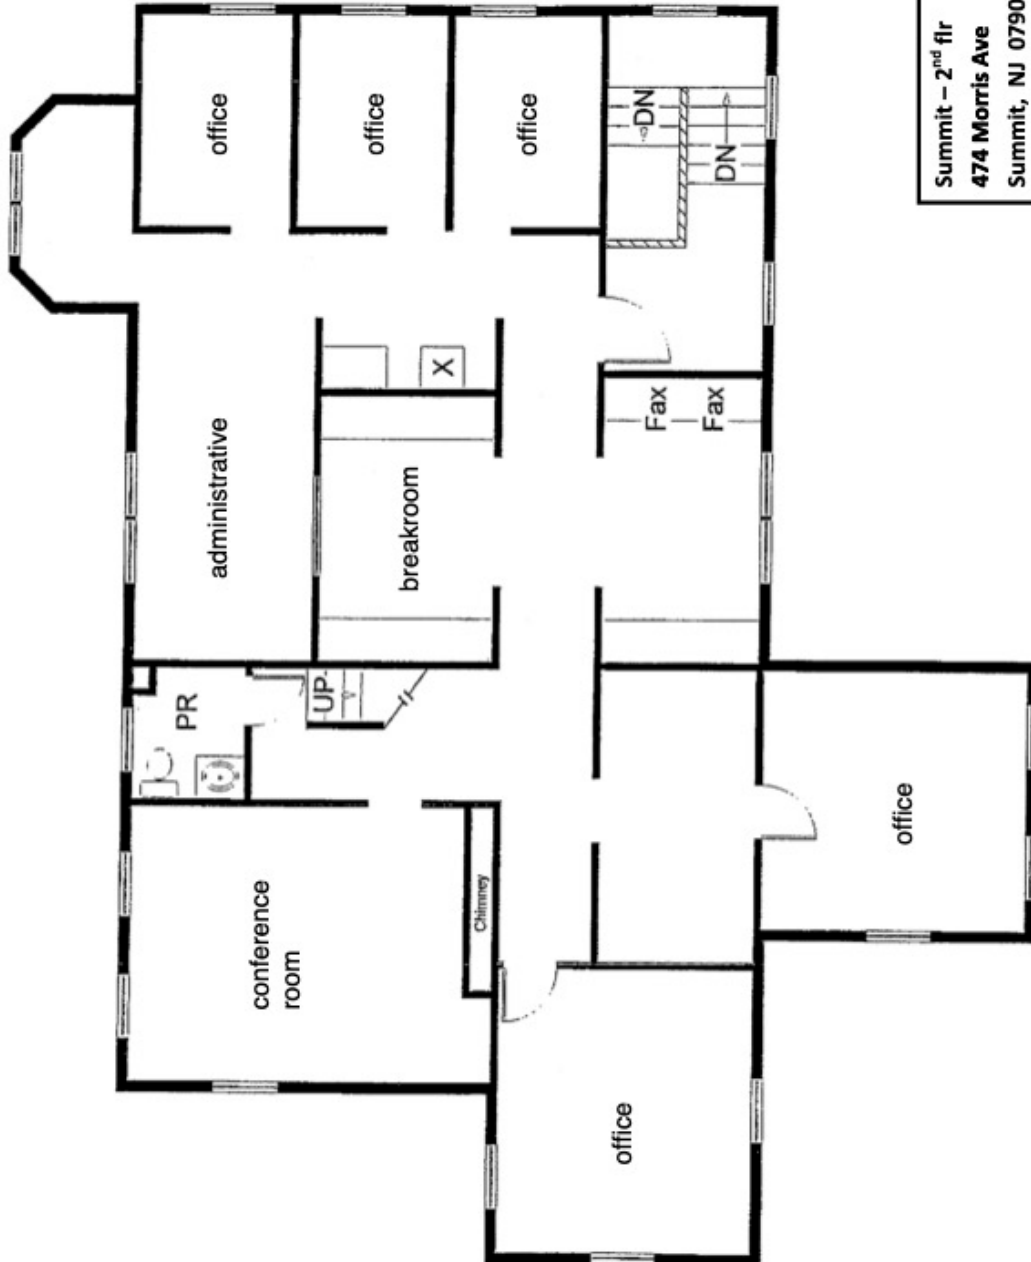 office
office
office
DN
DN
administrative
X
breakroom
Fax
Fax
PR
UP
conference
room
Chimney
office
office
Summit – 2nd flr
474 Morris Ave
Summit, NJ 0790